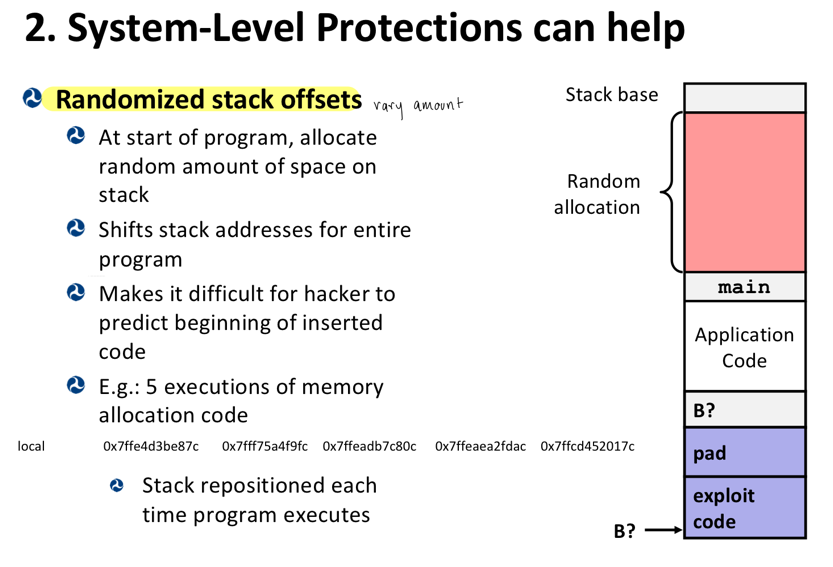 2. System-Level Protections can help
Randomized stack offsets vary amount
At start of program, allocate
random amount of space on
stack
Shifts stack addresses for entire
program
Makes it difficult for hacker to
predict beginning of inserted
code
E.g.: 5 executions of memory
allocation code
local 0x7ffe4d3be87c 0x7fff75a4f9fc 0x7ffeadb7c80c 0x7ffeaea2fdac 0x7ffcd452017c
Stack repositioned each
time program executes
Stack base
Random
allocation
main
Application
Code
B?
pad
exploit
code
B?